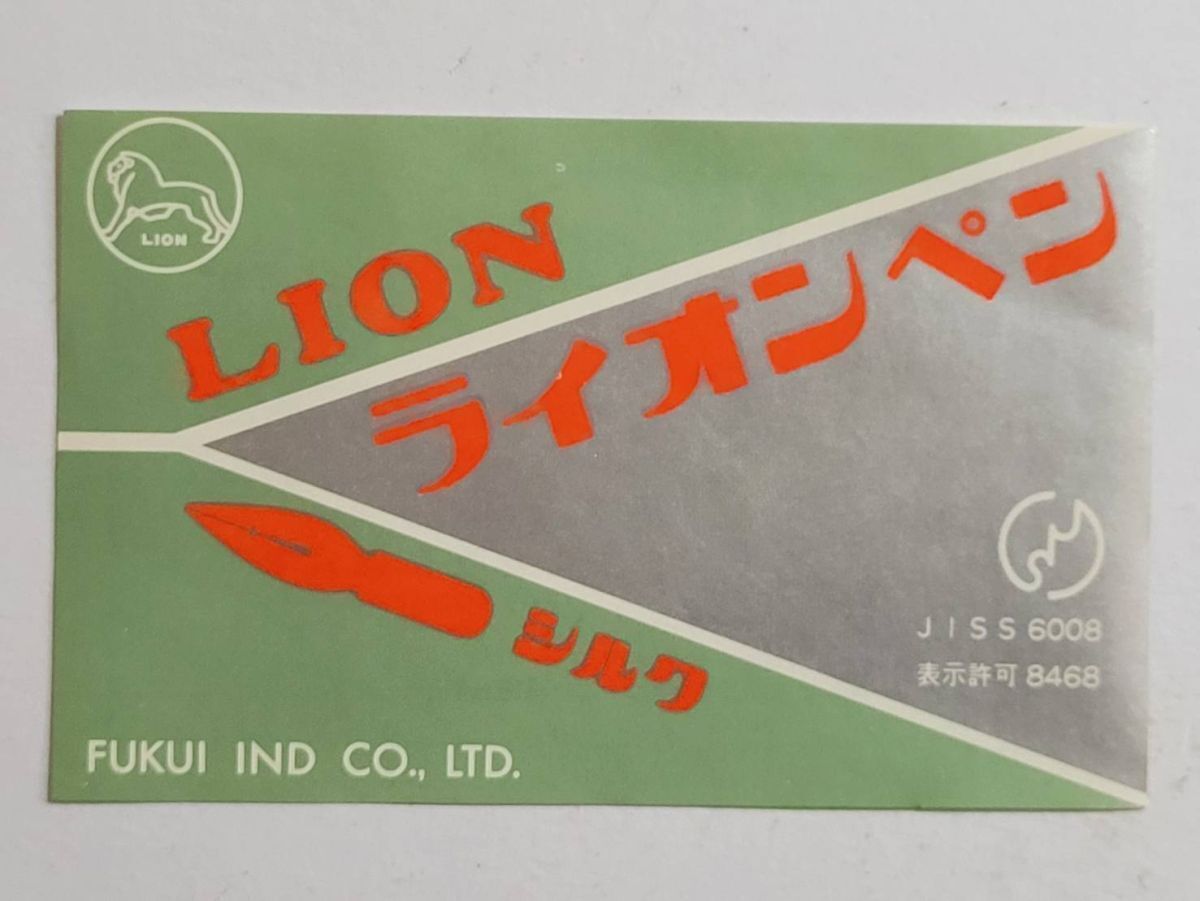 LION
LION
ライオンペン
シルク
JISS 6008
表示許可 8468
FUKUI IND CO., LTD.